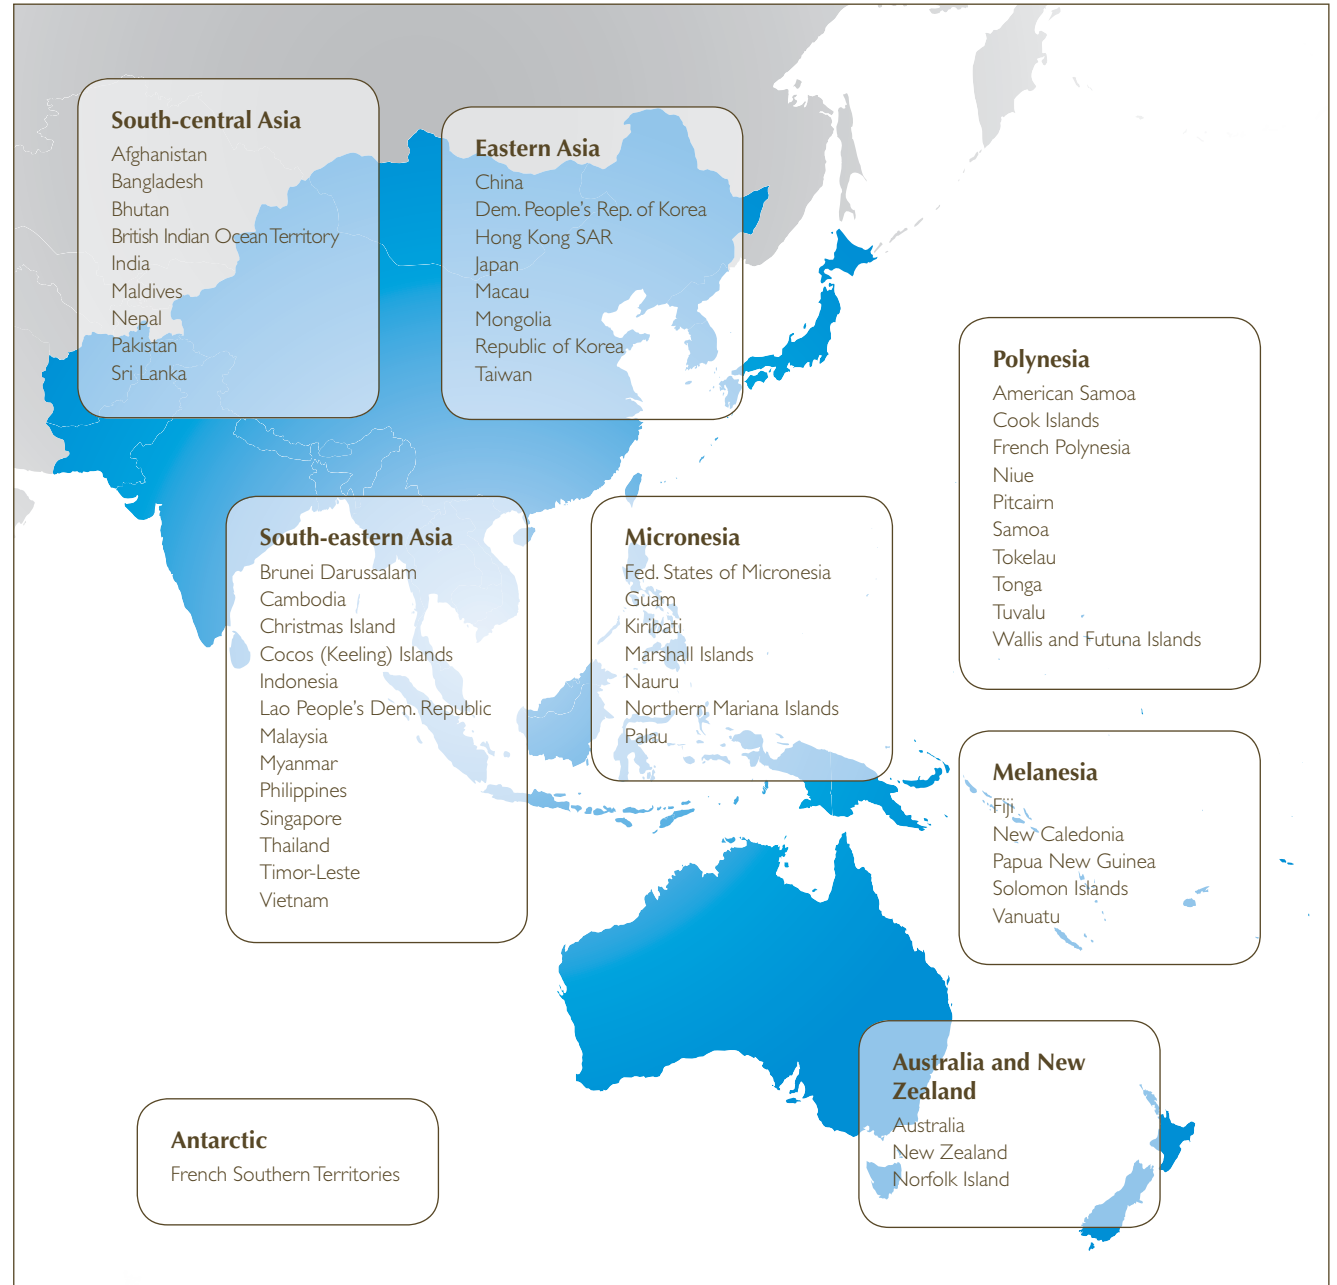 South-central Asia
Afghanistan
Bangladesh
Bhutan
British Indian Ocean Territory
India
Maldives
Nepal
Pakistan
Sri Lanka
Eastern Asia
China
Dem. People's Rep. of Korea
Hong Kong SAR
Japan
Macau
Mongolia
Republic of Korea
Taiwan
Polynesia
American Samoa
Cook Islands
French Polynesia
Niue
Pitcairn
Samoa
Tokelau
Tonga
Tuvalu
Wallis and Futuna Islands
South-eastern Asia
Brunei Darussalam
Cambodia
Christmas Island
Cocos (Keeling) Islands
Indonesia
Lao People's Dem. Republic
Malaysia
Myanmar
Philippines
Singapore
Thailand
Timor-Leste
Vietnam
Micronesia
Fed. States of Micronesia
Guam
Kiribati
Marshall Islands
Nauru
Northern Mariana Islands
Palau
Melanesia
Fiji
New Caledonia
Papua New Guinea
Solomon Islands
Vanuatu
Australia and New
Zealand
Australia
New Zealand
Norfolk Island
Antarctic
French Southern Territories